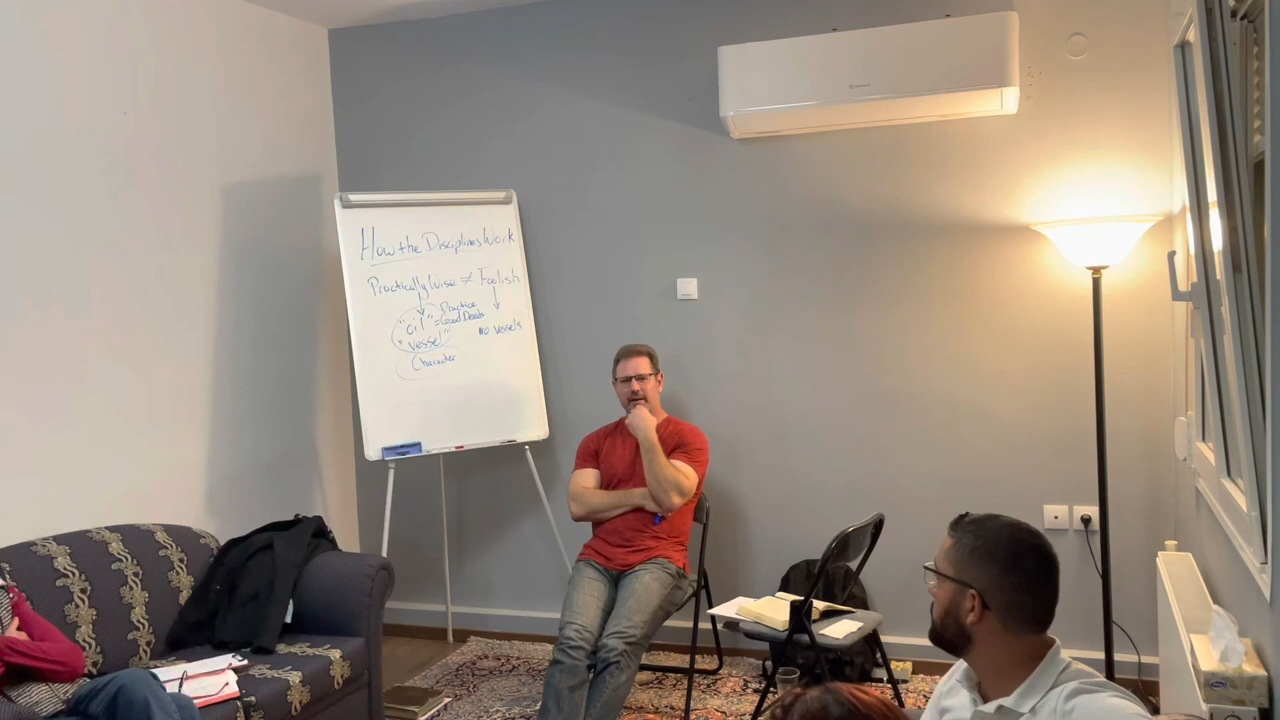 How the Disciplines Work
Practically Wise ≠ Foolish
"oil" = Practice
Good Deeds
"vessel"
no vessels
Character